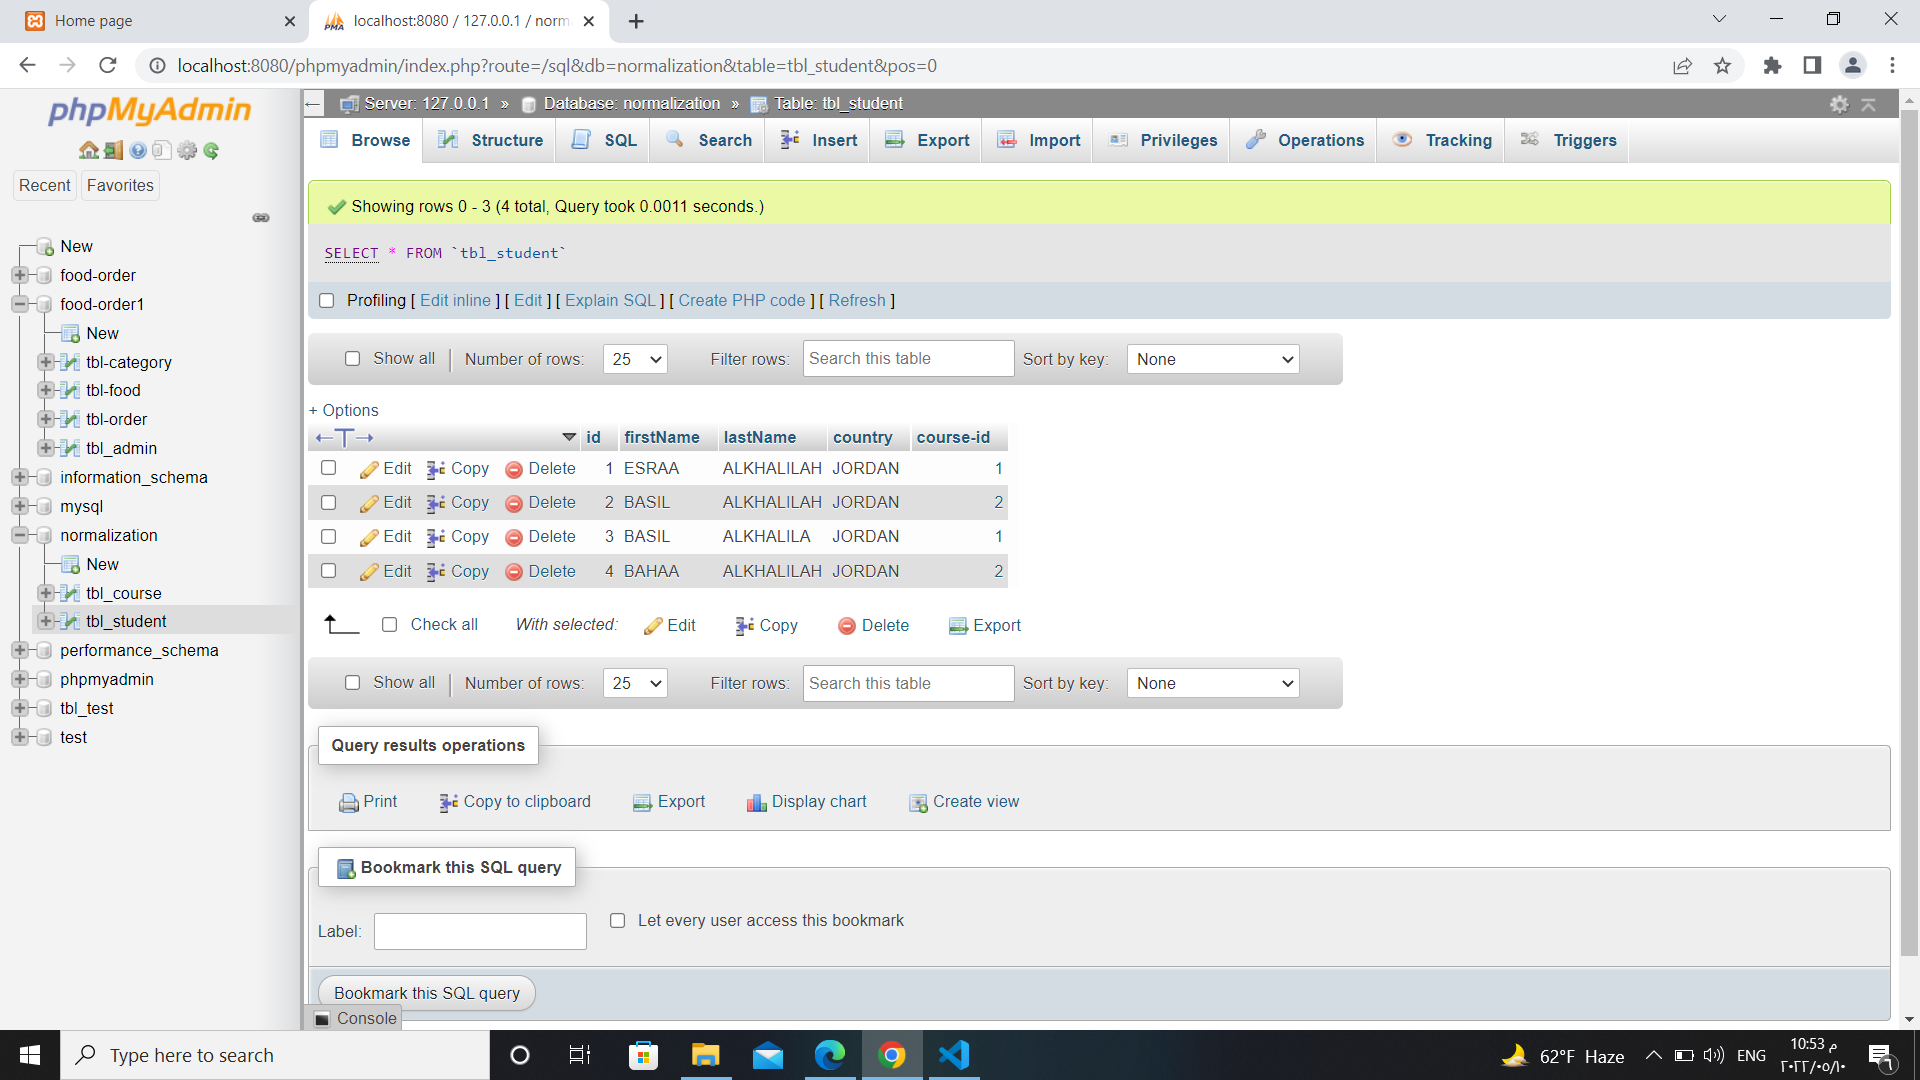 Home page
localhost:8080 / 127.0.0.1 / norm
localhost:8080/phpmyadmin/index.php?route=/sql&db=normalization&table=tbl_student&pos=0
phpMyAdmin
Recent Favorites
New
food-order
food-order1
New
tbl-category
tbl-food
tbl-order
tbl_admin
information_schema
mysql
normalization
New
tbl_course
tbl_student
performance_schema
phpmyadmin
tbl_test
test
← Server: 127.0.0.1 » Database: normalization » Table: tbl_student
Browse Structure SQL Search Insert Export Import Privileges Operations Tracking Triggers
Showing rows 0 - 3 (4 total, Query took 0.0011 seconds.)
SELECT * FROM `tbl_student`
Profiling [ Edit inline ] [ Edit ] [ Explain SQL ] [ Create PHP code ] [ Refresh ]
Show all | Number of rows: 25 Filter rows: Search this table Sort by key: None
+ Options
←T→ id firstName lastName country course-id
Edit Copy Delete 1 ESRAA ALKHALILAH JORDAN 1
Edit Copy Delete 2 BASIL ALKHALILAH JORDAN 2
Edit Copy Delete 3 BASIL ALKHALILA JORDAN 1
Edit Copy Delete 4 BAHAA ALKHALILAH JORDAN 2
Check all With selected: Edit Copy Delete Export
Show all | Number of rows: 25 Filter rows: Search this table Sort by key: None
Query results operations
Print Copy to clipboard Export Display chart Create view
Bookmark this SQL query
Label: Let every user access this bookmark
Bookmark this SQL query
Console
Type here to search
62°F Haze ENG
10:53 م
٢٠٢٢/٠٥/١٠
٦